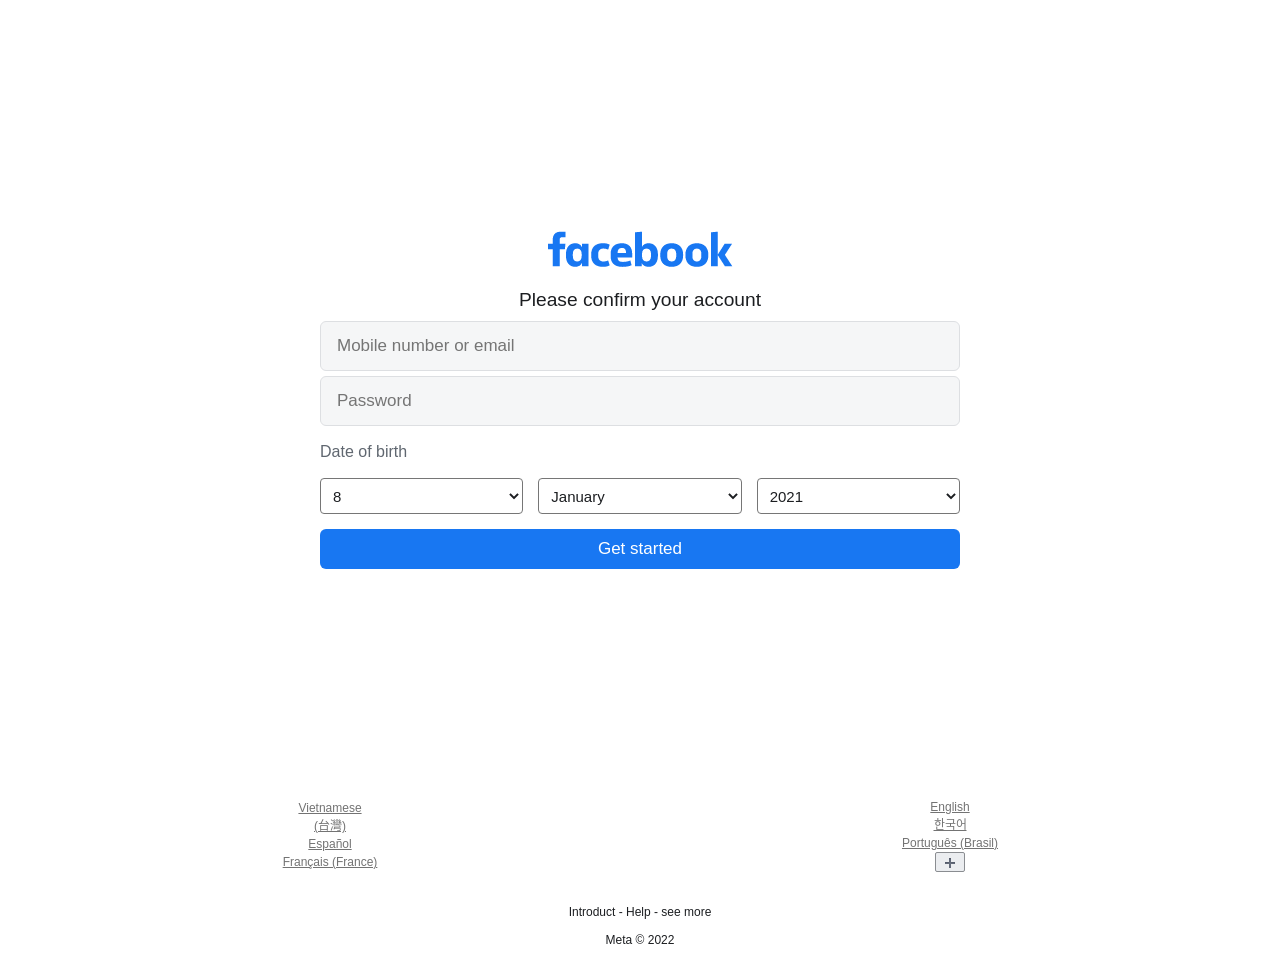 facebook
Please confirm your account
Mobile number or email
Password
Date of birth
8 January 2021
Get started
Vietnamese
(台灣)
Español
Français (France)
English
한국어
Português (Brasil)
+
Introduct - Help - see more
Meta © 2022